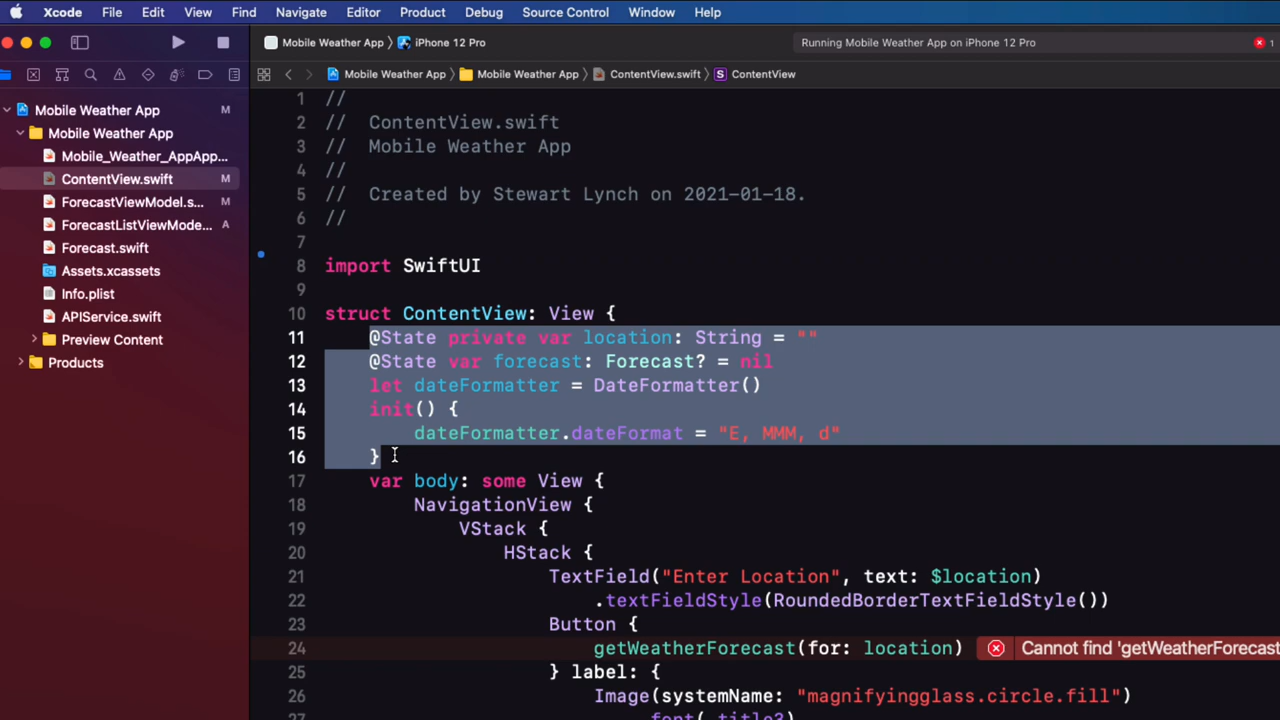 Xcode File Edit View Find Navigate Editor Product Debug Source Control Window Help
Mobile Weather App 〉 iPhone 12 Pro
Running Mobile Weather App on iPhone 12 Pro
1
Mobile Weather App 〉 Mobile Weather App 〉 ContentView.swift 〉 S ContentView
Mobile Weather App M
Mobile Weather App
Mobile_Weather_AppApp...
ContentView.swift M
ForecastViewModel.s... M
ForecastListViewMode... A
Forecast.swift
Assets.xcassets
Info.plist
APIService.swift
Preview Content
Products
1 //
2 //  ContentView.swift
3 //  Mobile Weather App
4 //
5 //  Created by Stewart Lynch on 2021-01-18.
6 //
7
8 import SwiftUI
9
10 struct ContentView: View {
11     @State private var location: String = ""
12     @State var forecast: Forecast? = nil
13     let dateFormatter = DateFormatter()
14     init() {
15         dateFormatter.dateFormat = "E, MMM, d"
16     }
17     var body: some View {
18         NavigationView {
19             VStack {
20                 HStack {
21                     TextField("Enter Location", text: $location)
22                         .textFieldStyle(RoundedBorderTextFieldStyle())
23                     Button {
24                         getWeatherForecast(for: location) Cannot find 'getWeatherForecast
25                     } label: {
26                         Image(systemName: "magnifyingglass.circle.fill")
27 .font(.title3)